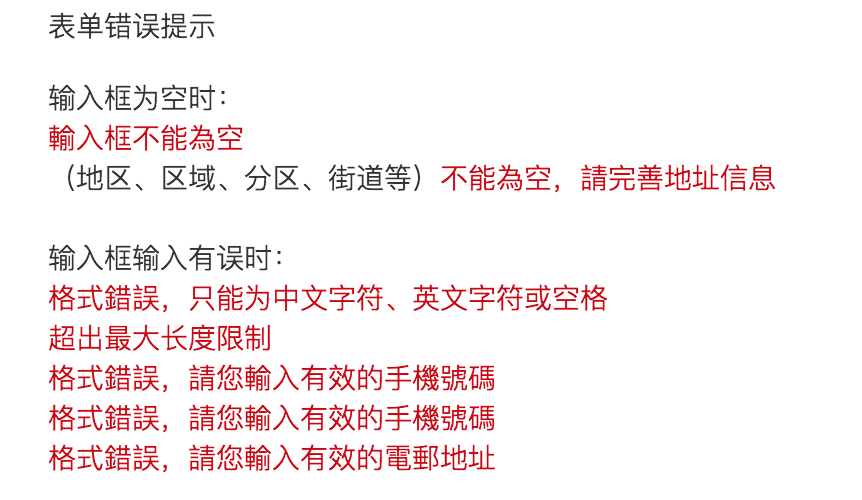 表单错误提示
输入框为空时：
輸入框不能為空
（地区、区域、分区、街道等）不能為空，請完善地址信息
输入框输入有误时：
格式錯誤，只能为中文字符、英文字符或空格
超出最大长度限制
格式錯誤，請您輸入有效的手機號碼
格式錯誤，請您輸入有效的手機號碼
格式錯誤，請您輸入有效的電郵地址